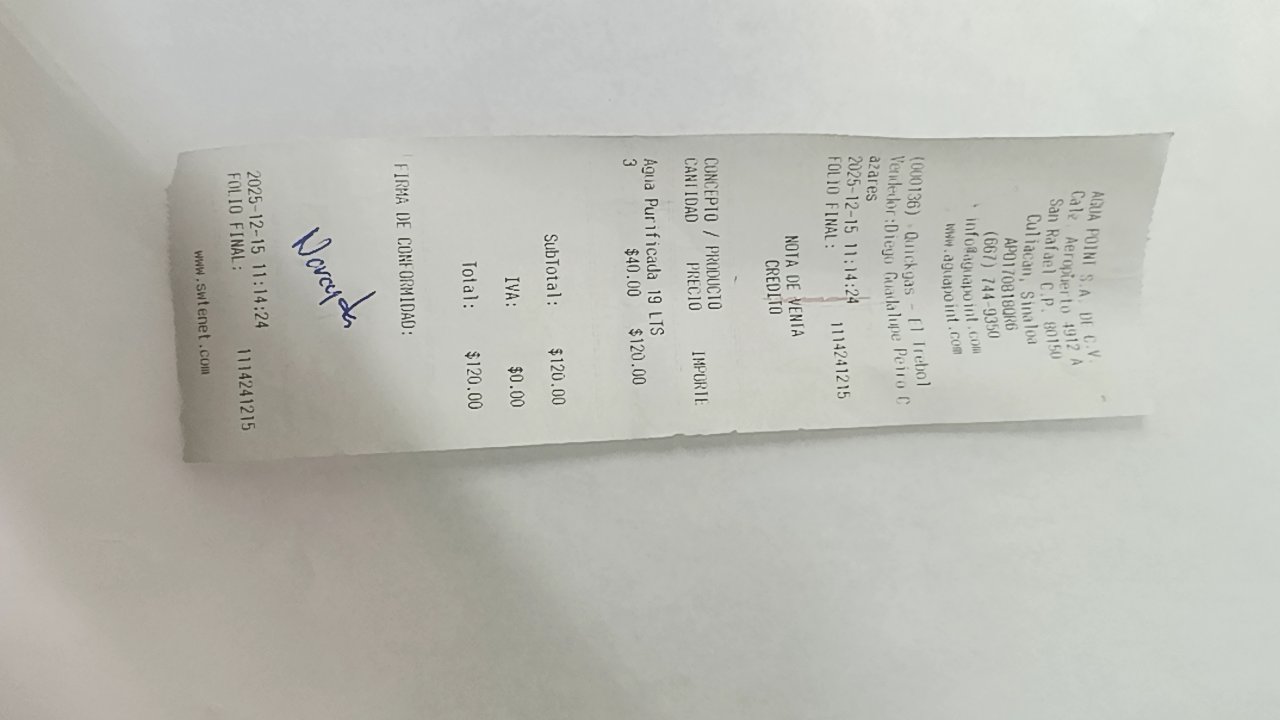 AGUA POINT S.A. DE C.V.
Calz. Aeropuerto 4912 A
San Rafael C.P. 80150
Culiacan, Sinaloa
APO170818QR6
(667) 744-9350
info@aguapoint.com
www.aguapoint.com
(000136) - Quickgas - El Trebol
Vendedor:Diego Guadalupe Peiro C
azares
2025-12-15 11:14:24
FOLIO FINAL: 1114241215
NOTA DE VENTA
CREDITO
CONCEPTO / PRODUCTO
CANTIDAD PRECIO IMPORTE
Agua Purificada 19 LTS
3 $40.00 $120.00
SubTotal: $120.00
IVA: $0.00
Total: $120.00
FIRMA DE CONFORMIDAD:
2025-12-15 11:14:24
FOLIO FINAL: 1114241215
www.swtenet.com